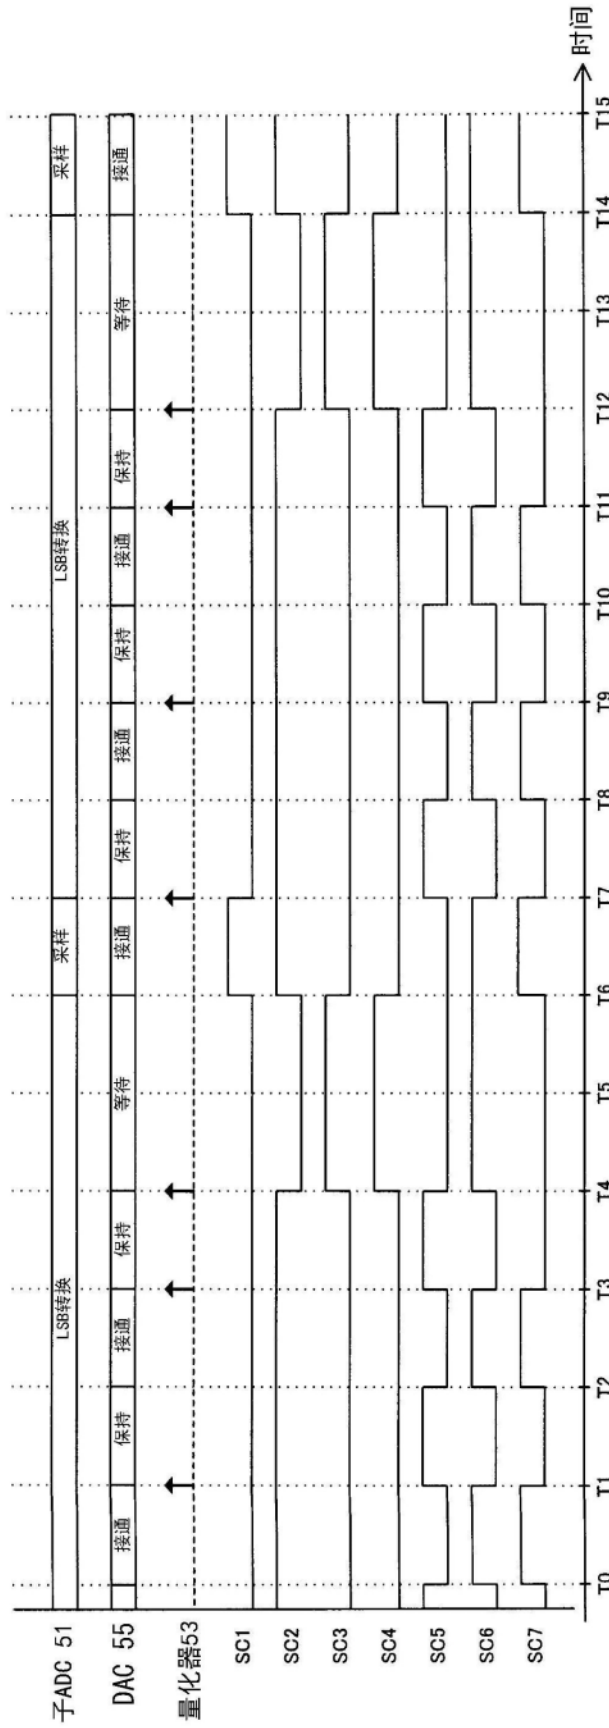 子ADC 51
LSB转换
采样
LSB转换
采样
DAC 55
接通
保持
接通
保持
等待
接通
保持
接通
保持
接通
保持
等待
接通
量化器53
SC1
SC2
SC3
SC4
SC5
SC6
SC7
T0
T1
T2
T3
T4
T5
T6
T7
T8
T9
T10
T11
T12
T13
T14
T15
时间